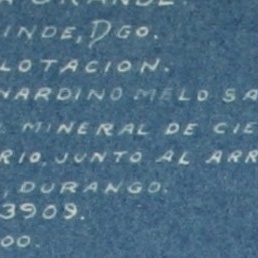 A GRANDE.
INDE, DGO.
LOTACION.
NARDINO MELO SA
MINERAL DE CIE
RIO, JUNTO AL ARR
, DURANGO.
3909.
00.